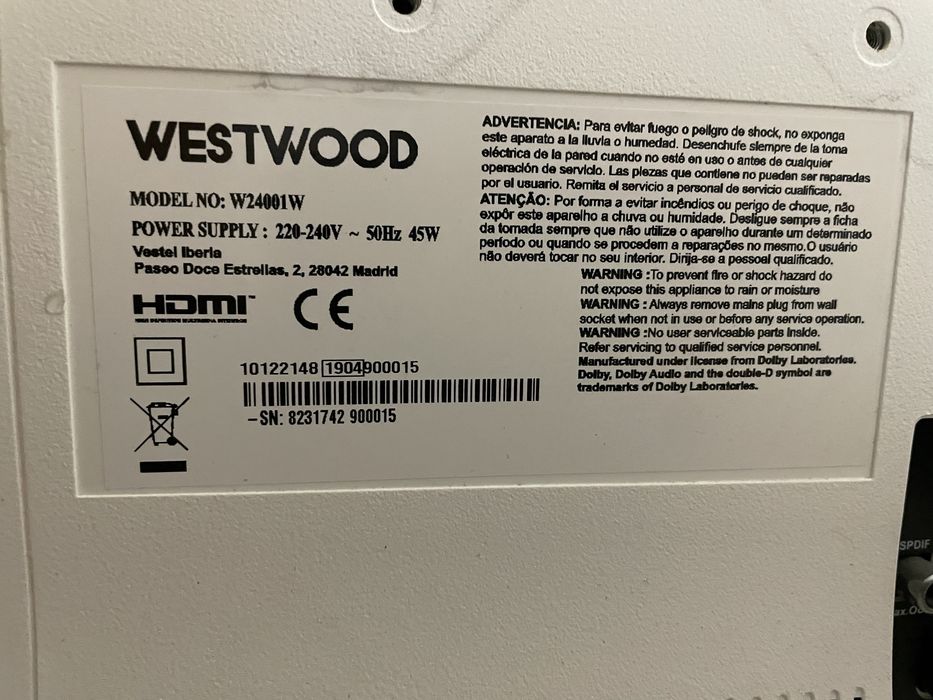 WESTWOOD
MODEL NO: W24001W
POWER SUPPLY : 220-240V ~ 50Hz 45W
Vestel Iberia
Paseo Doce Estrellas, 2, 28042 Madrid
HDMI™
HIGH DEFINITION MULTIMEDIA INTERFACE
CE
10122148 1904900015
-SN: 8231742 900015
ADVERTENCIA: Para evitar fuego o peligro de shock, no exponga
este aparato a la lluvia o humedad. Desenchufe siempre de la toma
eléctrica de la pared cuando no esté en uso o antes de cualquier
operación de servicio. Las piezas que contiene no pueden ser reparadas
por el usuario. Remita el servicio a personal de servicio cualificado.
ATENÇÃO: Por forma a evitar incêndios ou perigo de choque, não
expôr este aparelho a chuva ou humidade. Desligue sempre a ficha
da tomada sempre que não utilize o aparelho durante um determinado
período ou quando se procedem a reparações no mesmo.O usuário
não deverá tocar no seu interior. Dirija-se a pessoal qualificado.
WARNING :To prevent fire or shock hazard do
not expose this appliance to rain or moisture
WARNING : Always remove mains plug from wall
socket when not in use or before any service operation.
WARNING :No user serviceable parts inside.
Refer servicing to qualified service personnel.
Manufactured under license from Dolby Laboratories.
Dolby, Dolby Audio and the double-D symbol are
trademarks of Dolby Laboratories.
SPDIF